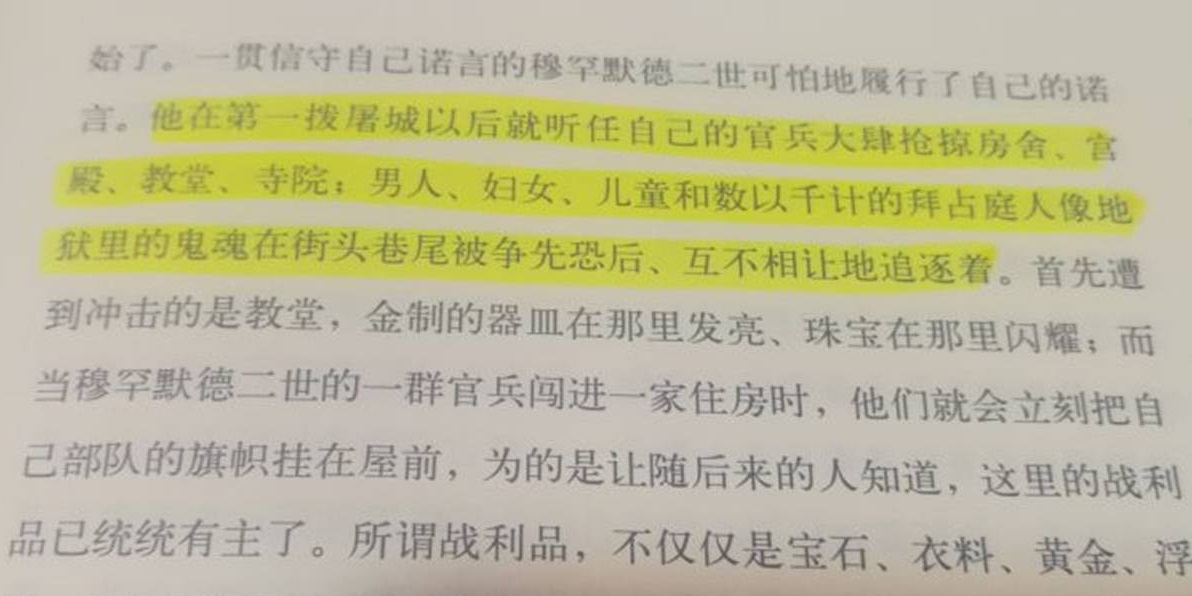 始了。一贯信守自己诺言的穆罕默德二世可怕地履行了自己的诺
言。他在第一拨屠城以后就听任自己的官兵大肆抢掠房舍、宫
殿、教堂、寺院；男人、妇女、儿童和数以千计的拜占庭人像地
狱里的鬼魂在街头巷尾被争先恐后、互不相让地追逐着。首先遭
到冲击的是教堂，金制的器皿在那里发亮、珠宝在那里闪耀；而
当穆罕默德二世的一群官兵闯进一家住房时，他们就会立刻把自
己部队的旗帜挂在屋前，为的是让随后来的人知道，这里的战利
品已统统有主了。所谓战利品，不仅仅是宝石、衣料、黄金、浮